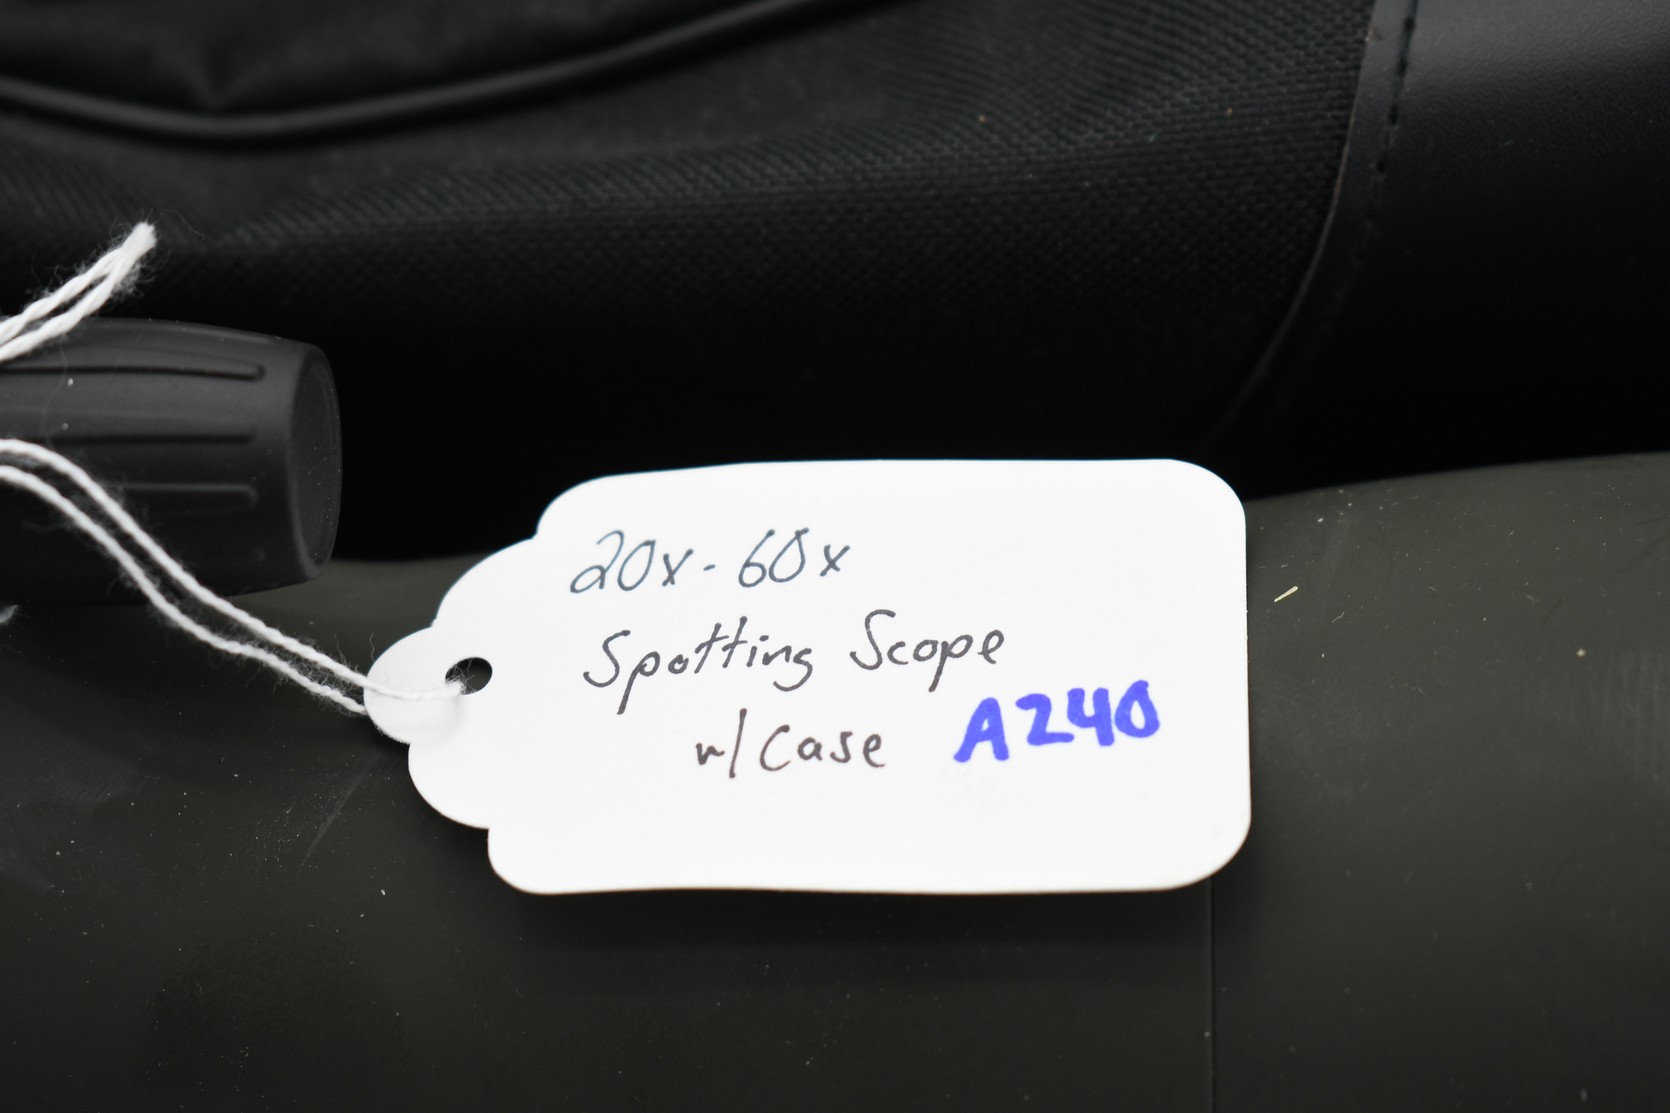 20x-60x
Spotting Scope
w/ Case A240